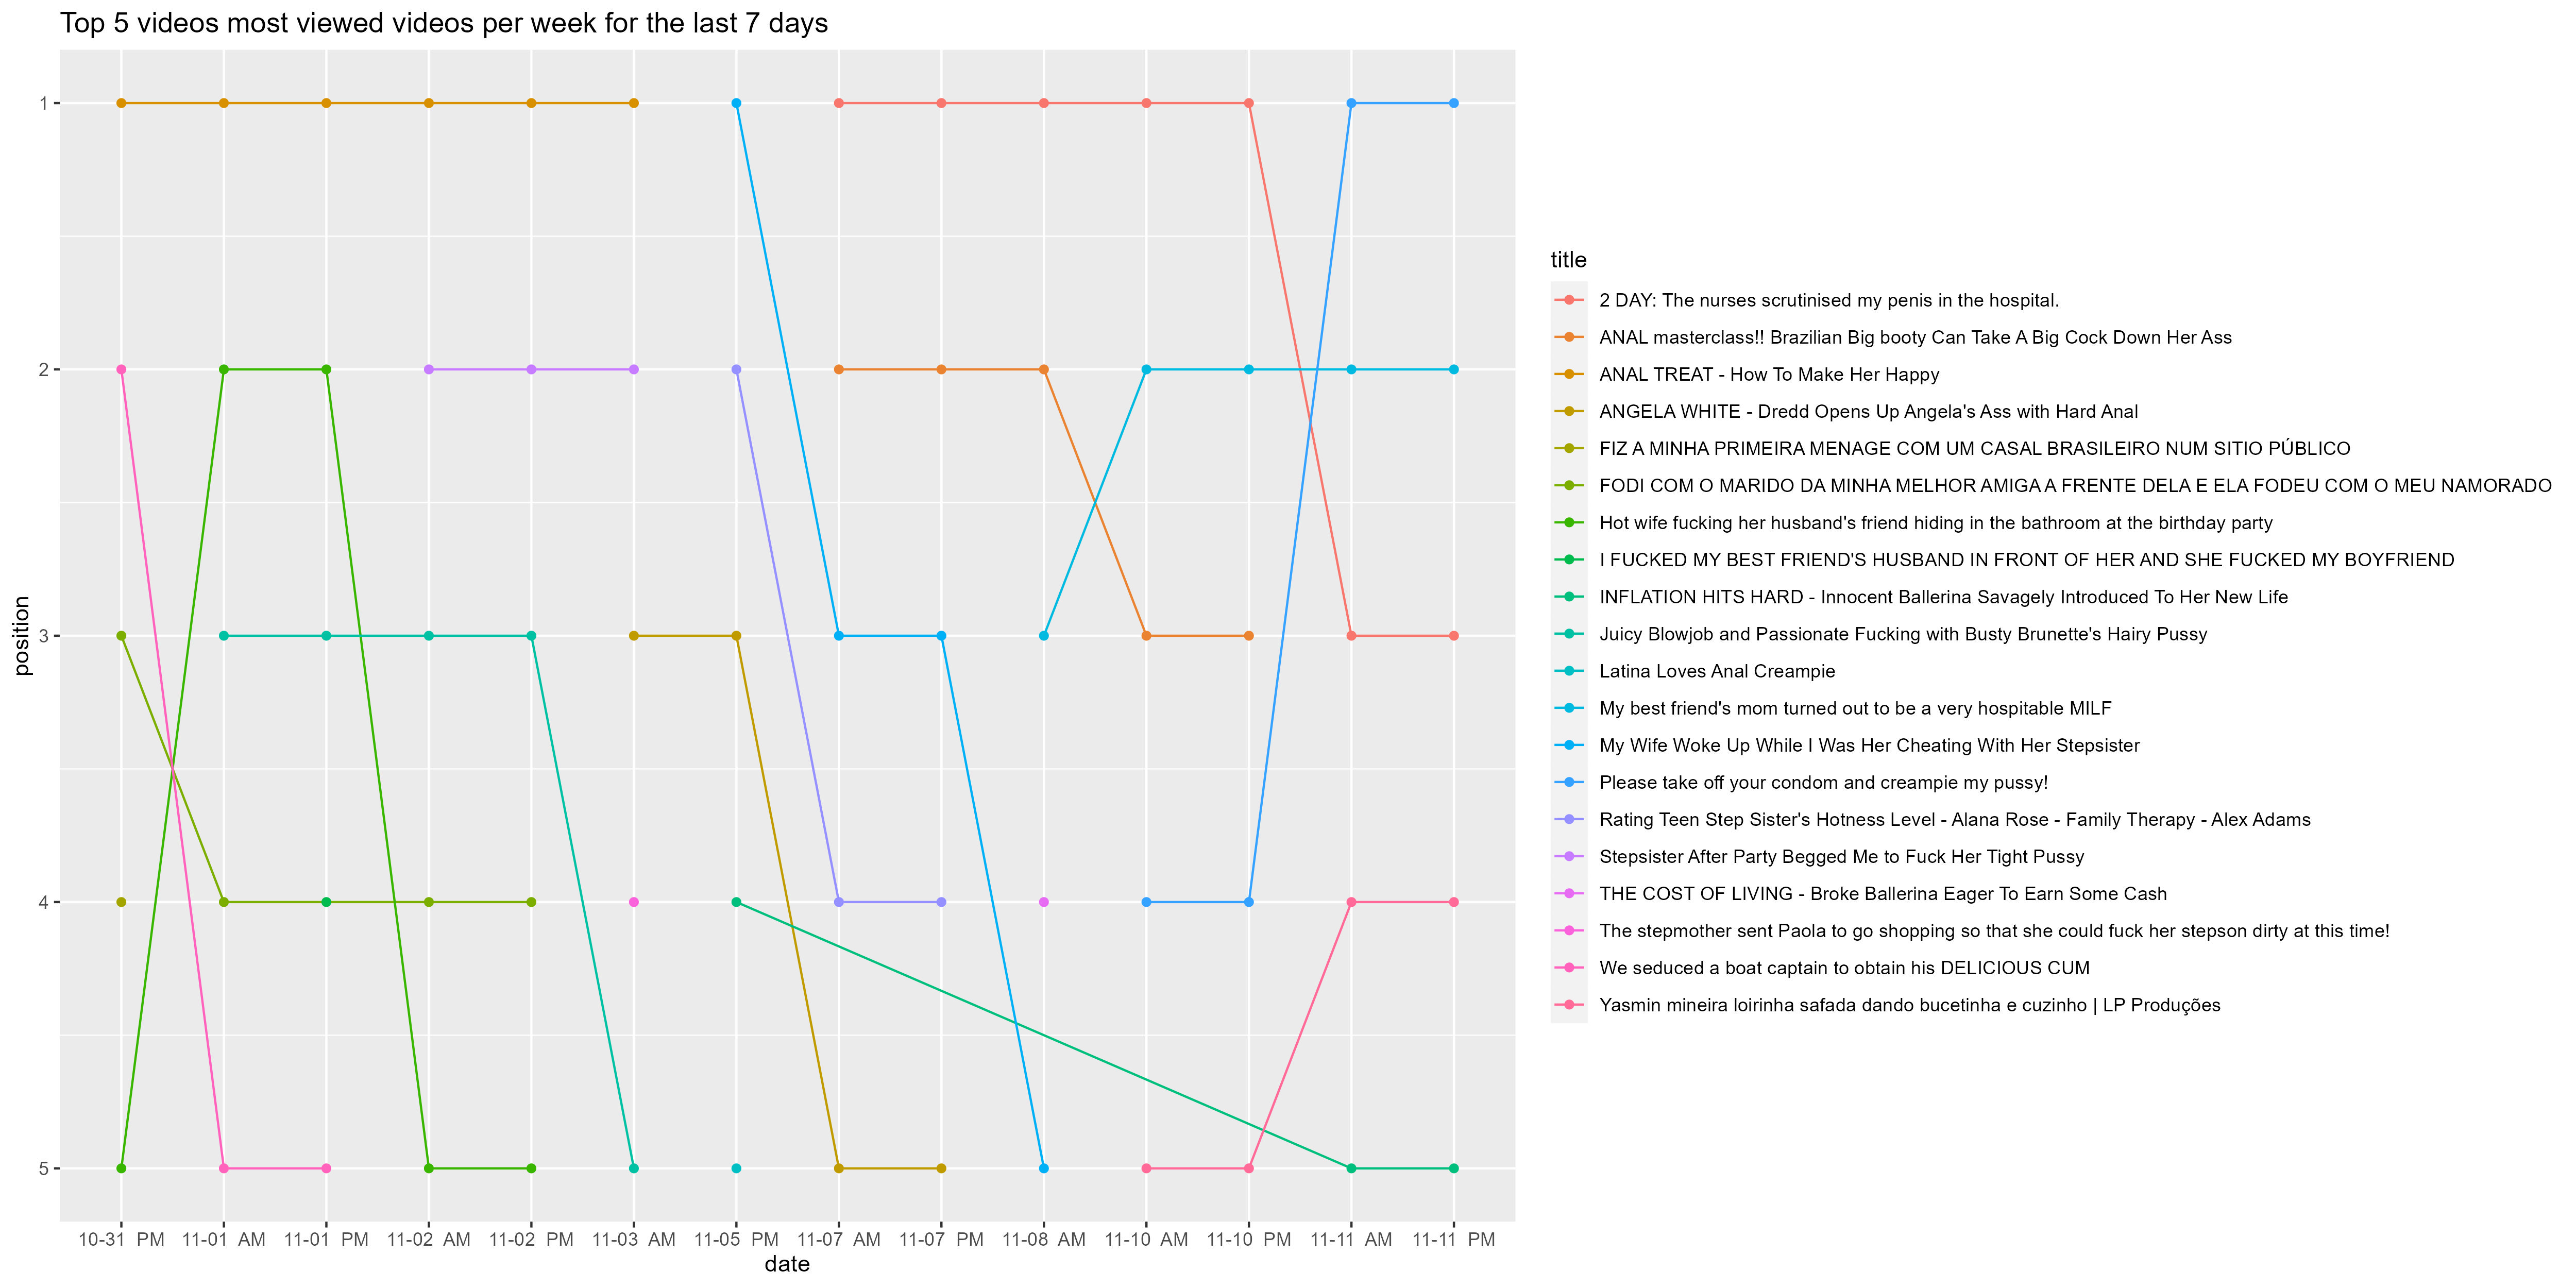 Top 5 videos most viewed videos per week for the last 7 days
position
1
2
3
4
5
10-31 PM 11-01 AM 11-01 PM 11-02 AM 11-02 PM 11-03 AM 11-05 PM 11-07 AM 11-07 PM 11-08 AM 11-10 AM 11-10 PM 11-11 AM 11-11 PM
date
title
2 DAY: The nurses scrutinised my penis in the hospital.
ANAL masterclass!! Brazilian Big booty Can Take A Big Cock Down Her Ass
ANAL TREAT - How To Make Her Happy
ANGELA WHITE - Dredd Opens Up Angela's Ass with Hard Anal
FIZ A MINHA PRIMEIRA MENAGE COM UM CASAL BRASILEIRO NUM SITIO PÚBLICO
FODI COM O MARIDO DA MINHA MELHOR AMIGA A FRENTE DELA E ELA FODEU COM O MEU NAMORADO
Hot wife fucking her husband's friend hiding in the bathroom at the birthday party
I FUCKED MY BEST FRIEND'S HUSBAND IN FRONT OF HER AND SHE FUCKED MY BOYFRIEND
INFLATION HITS HARD - Innocent Ballerina Savagely Introduced To Her New Life
Juicy Blowjob and Passionate Fucking with Busty Brunette's Hairy Pussy
Latina Loves Anal Creampie
My best friend's mom turned out to be a very hospitable MILF
My Wife Woke Up While I Was Her Cheating With Her Stepsister
Please take off your condom and creampie my pussy!
Rating Teen Step Sister's Hotness Level - Alana Rose - Family Therapy - Alex Adams
Stepsister After Party Begged Me to Fuck Her Tight Pussy
THE COST OF LIVING - Broke Ballerina Eager To Earn Some Cash
The stepmother sent Paola to go shopping so that she could fuck her stepson dirty at this time!
We seduced a boat captain to obtain his DELICIOUS CUM
Yasmin mineira loirinha safada dando bucetinha e cuzinho | LP Produções